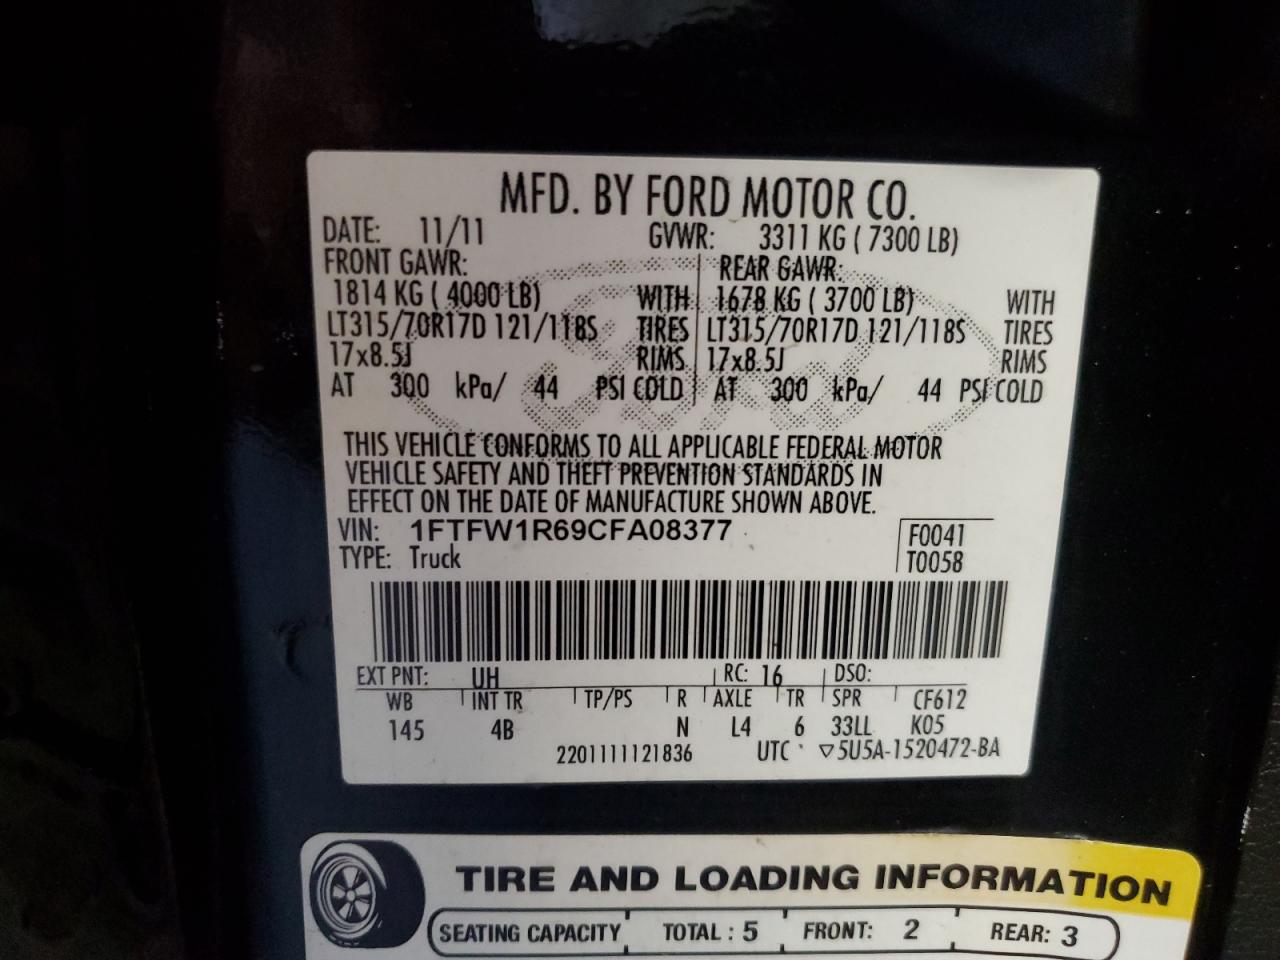 MFD. BY FORD MOTOR CO.
DATE: 11/11 GVWR: 3311 KG ( 7300 LB)
FRONT GAWR: REAR GAWR:
1814 KG ( 4000 LB) WITH 1678 KG ( 3700 LB) WITH
LT315/70R17D 121/118S TIRES LT315/70R17D 121/118S TIRES
17x8.5J RIMS 17x8.5J RIMS
AT 300 kPa/ 44 PSI COLD AT 300 kPa/ 44 PSI COLD
Ford
THIS VEHICLE CONFORMS TO ALL APPLICABLE FEDERAL MOTOR
VEHICLE SAFETY AND THEFT PREVENTION STANDARDS IN
EFFECT ON THE DATE OF MANUFACTURE SHOWN ABOVE.
VIN: 1FTFW1R69CFA08377 F0041
TYPE: Truck T0058
EXT PNT: UH RC: 16 DSO:
WB INT TR TP/PS R AXLE TR SPR CF612
145 4B N L4 6 33LL K05
2201111121836 UTC ▽5U5A-1520472-BA
TIRE AND LOADING INFORMATION
SEATING CAPACITY TOTAL : 5 FRONT: 2 REAR: 3